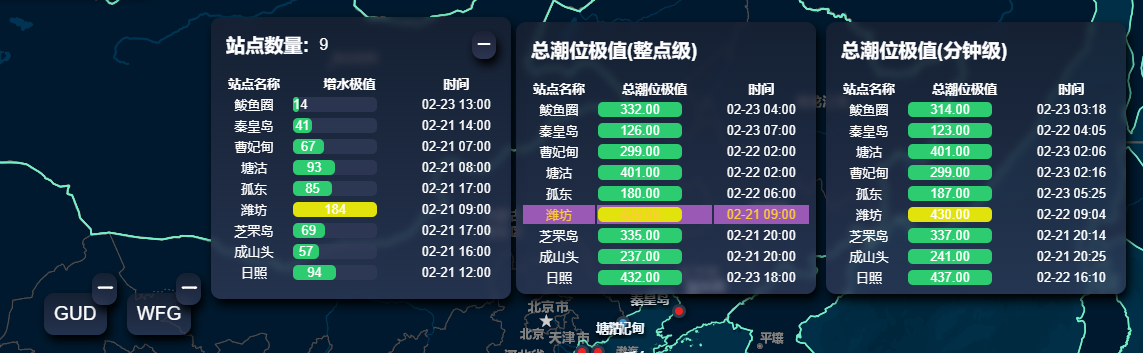 站点数量: 9
站点名称 增水极值 时间
鲅鱼圈 14 02-23 13:00
秦皇岛 41 02-21 14:00
曹妃甸 67 02-21 07:00
塘沽 93 02-21 08:00
孤东 85 02-21 17:00
潍坊 184 02-21 09:00
芝罘岛 69 02-21 17:00
成山头 57 02-21 16:00
日照 94 02-21 12:00
总潮位极值(整点级)
站点名称 总潮位极值 时间
鲅鱼圈 332.00 02-23 04:00
秦皇岛 126.00 02-23 07:00
曹妃甸 299.00 02-22 02:00
塘沽 401.00 02-22 02:00
孤东 180.00 02-22 06:00
潍坊 02-21 09:00
芝罘岛 335.00 02-21 20:00
成山头 237.00 02-21 20:00
日照 432.00 02-23 18:00
总潮位极值(分钟级)
站点名称 总潮位极值 时间
鲅鱼圈 314.00 02-23 03:18
秦皇岛 123.00 02-22 04:05
塘沽 401.00 02-23 02:06
曹妃甸 299.00 02-23 02:16
孤东 187.00 02-23 05:25
潍坊 430.00 02-22 09:04
芝罘岛 337.00 02-21 20:14
成山头 241.00 02-21 20:25
日照 437.00 02-22 16:10
GUD
WFG
秦皇岛
北京市
北京
天津市
平壤
渤海